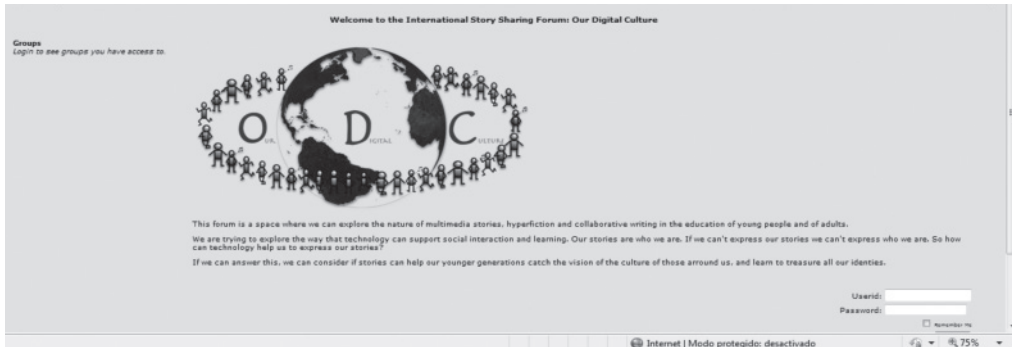 Welcome to the International Story Sharing Forum: Our Digital Culture
Groups
Login to see groups you have access to.
OUR DIGITAL CULTURE
This forum is a space where we can explore the nature of multimedia stories, hyperfiction and collaborative writing in the education of young people and of adults.
We are trying to explore the way that technology can support social interaction and learning. Our stories are who we are. If we can't express our stories we can't express who we are. So how
can technology help us to express our stories?
If we can answer this, we can consider if stories can help our younger generations catch the vision of the culture of those arround us, and learn to treasure all our identies.
Userid:
Password:
Remember me
Internet | Modo protegido: desactivado
75%